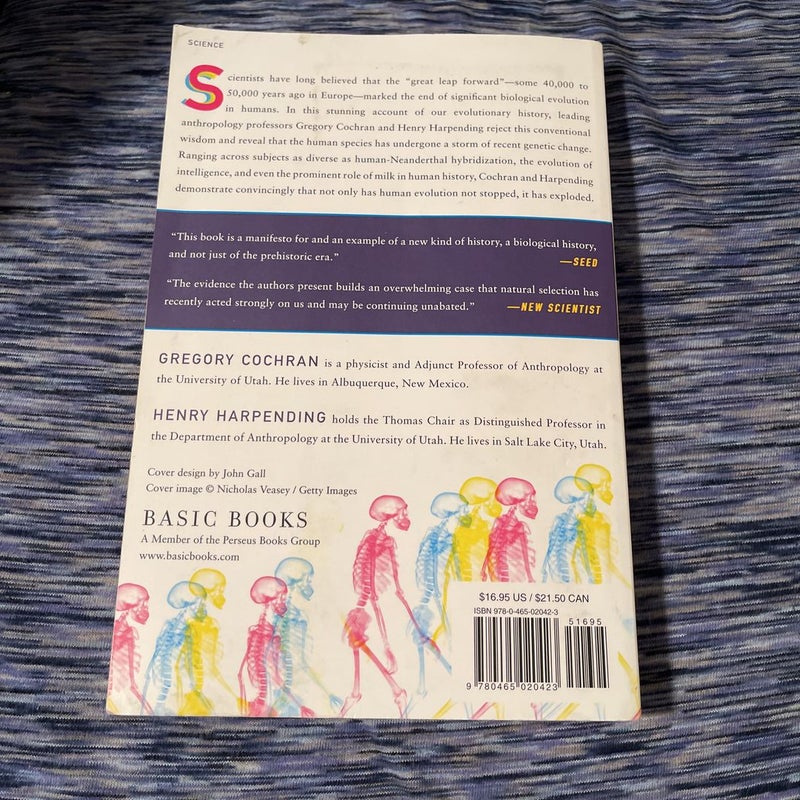 SCIENCE
Scientists have long believed that the “great leap forward”—some 40,000 to
50,000 years ago in Europe—marked the end of significant biological evolution
in humans. In this stunning account of our evolutionary history, leading
anthropology professors Gregory Cochran and Henry Harpending reject this conventional
wisdom and reveal that the human species has undergone a storm of recent genetic change.
Ranging across subjects as diverse as human-Neanderthal hybridization, the evolution of
intelligence, and even the prominent role of milk in human history, Cochran and Harpending
demonstrate convincingly that not only has human evolution not stopped, it has exploded.
“This book is a manifesto for and an example of a new kind of history, a biological history,
and not just of the prehistoric era.” —SEED
“The evidence the authors present builds an overwhelming case that natural selection has
recently acted strongly on us and may be continuing unabated.” —NEW SCIENTIST
GREGORY COCHRAN is a physicist and Adjunct Professor of Anthropology at
the University of Utah. He lives in Albuquerque, New Mexico.
HENRY HARPENDING holds the Thomas Chair as Distinguished Professor in
the Department of Anthropology at the University of Utah. He lives in Salt Lake City, Utah.
Cover design by John Gall
Cover image © Nicholas Veasey / Getty Images
BASIC BOOKS
A Member of the Perseus Books Group
www.basicbooks.com
$16.95 US / $21.50 CAN
ISBN 978-0-465-02042-3
51695
9 780465 020423